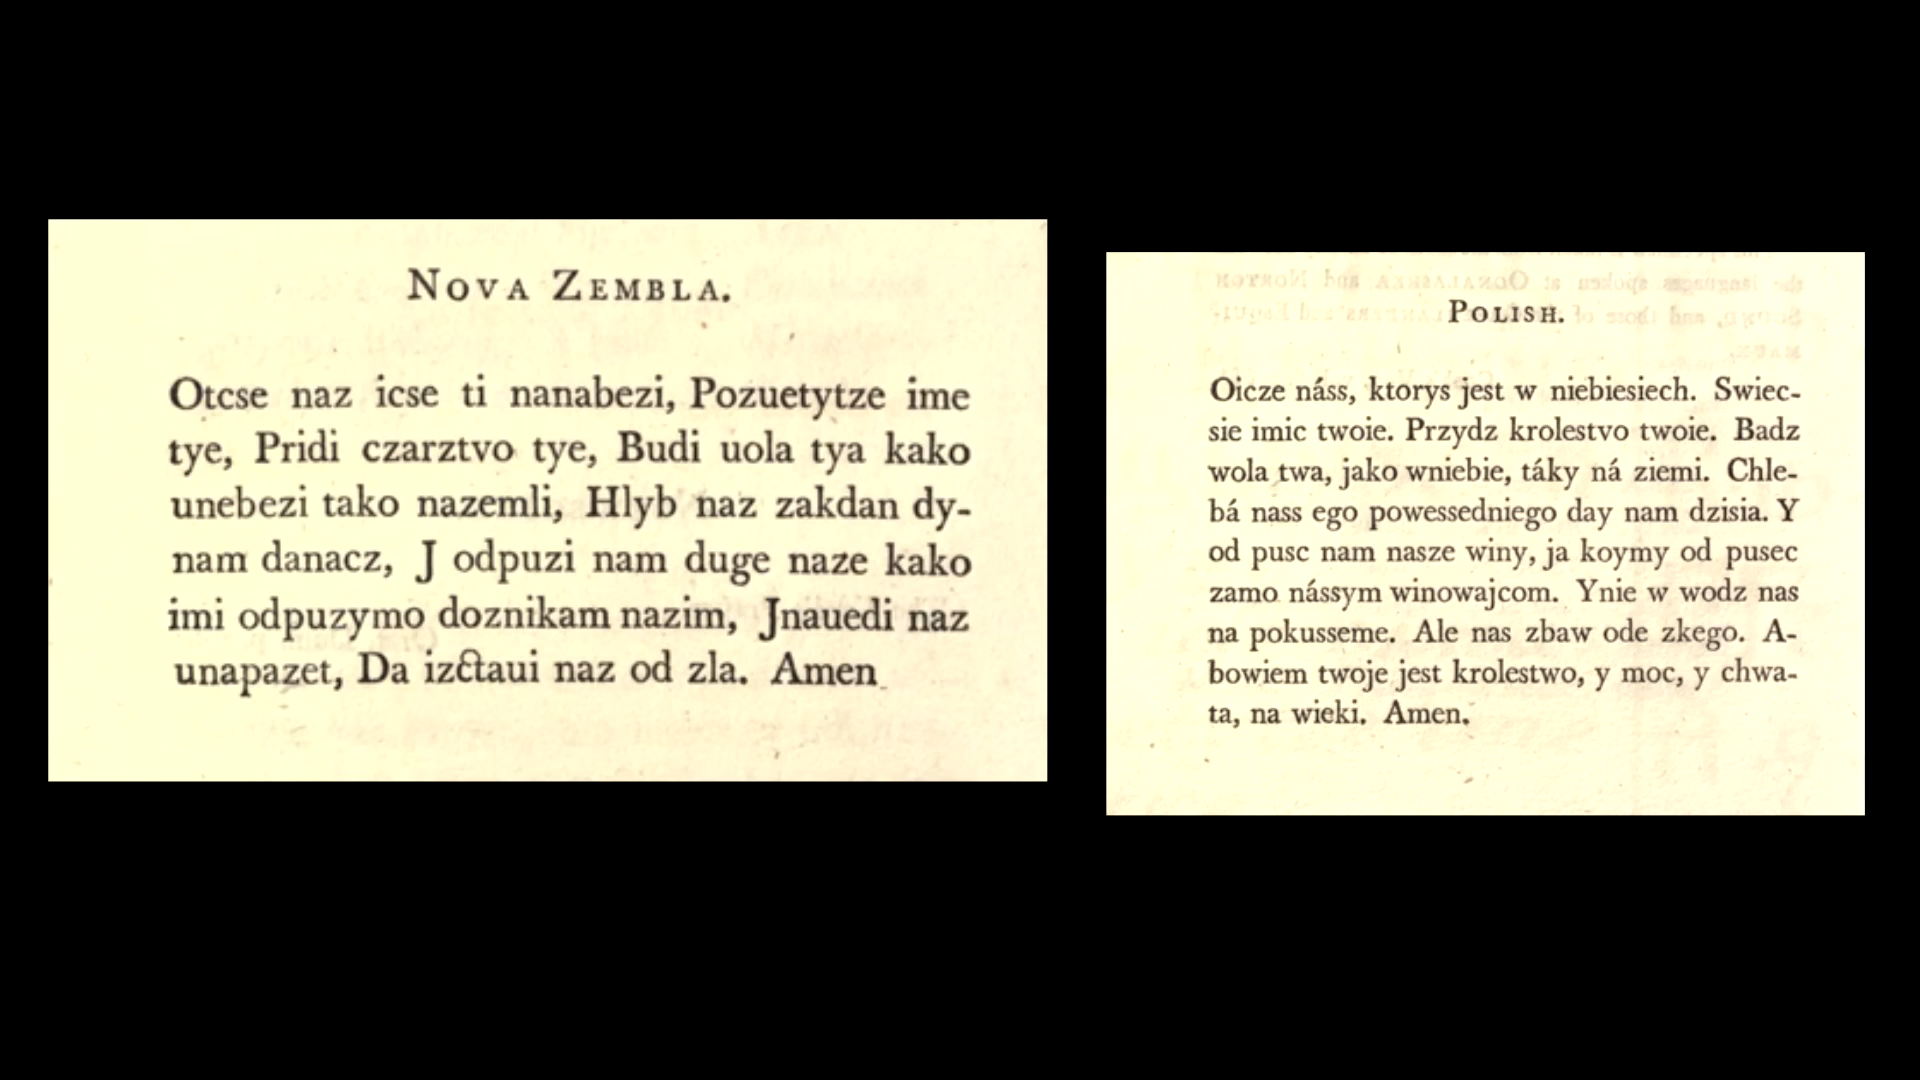 NOVA ZEMBLA.
Otcse naz icse ti nanabezi, Pozuetytze ime
tye, Pridi czarztvo tye, Budi uola tya kako
unebezi tako nazemli, Hlyb naz zakdan dy-
nam danacz, J odpuzi nam duge naze kako
imi odpuzymo doznikam nazim, Jnauedi naz
unapazet, Da izctaui naz od zla. Amen
POLISH.
Oicze náss, ktorys jest w niebiesiech. Swiec-
sie imic twoie. Przydz krolestvo twoie. Badz
wola twa, jako wniebie, táky ná ziemi. Chle-
bá nass ego powessedniego day nam dzisia. Y
od pusc nam nasze winy, ja koymy od pusec
zamo nássym winowajcom. Ynie w wodz nas
na pokusseme. Ale nas zbaw ode zkego. A-
bowiem twoje jest krolestwo, y moc, y chwa-
ta, na wieki. Amen.